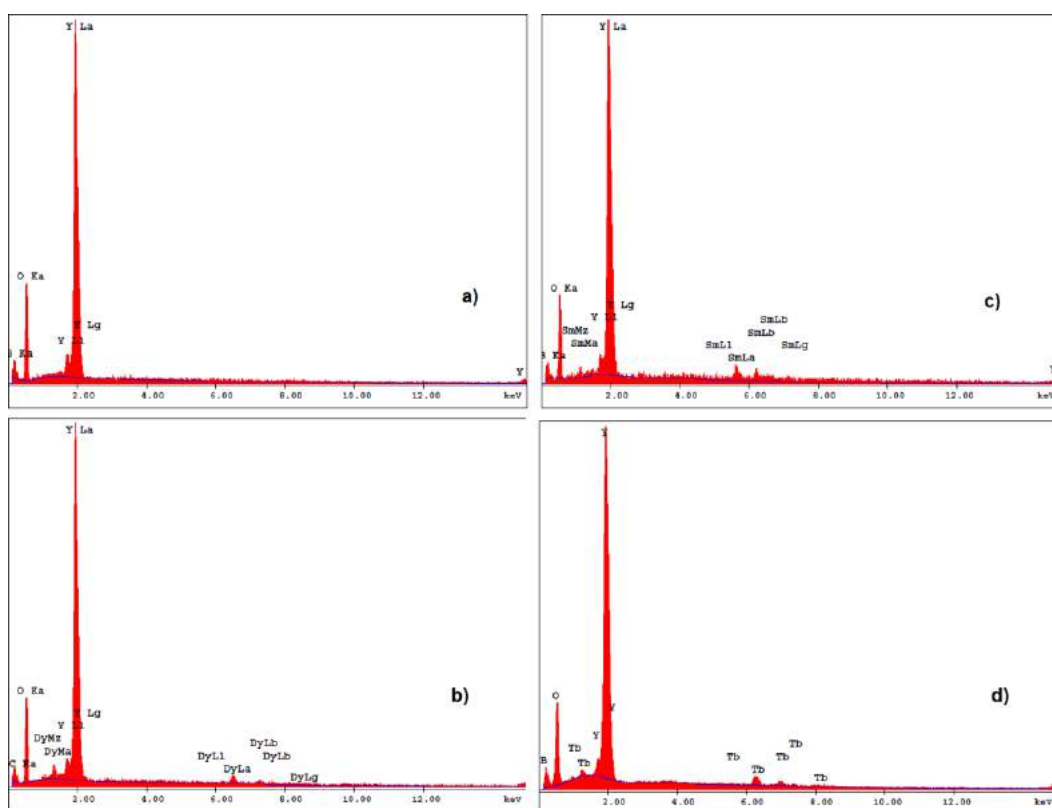 Y La
O Ka
a)
Y Lg
Y Ll
Ka
Y
2.00 4.00 6.00 8.00 10.00 12.00 keV
Y La
O Ka
c)
Y Lg
Y Ll
SmLb
SmMz
SmLb
SmMa
SmLl
SmLg
Ka
SmLa
2.00 4.00 6.00 8.00 10.00 12.00 keV
Y La
O Ka
b)
Y Lg
Y Ll
DyMz
DyLb
DyMa
DyLl
DyLb
C Ka
DyLa
DyLg
2.00 4.00 6.00 8.00 10.00 12.00 keV
Y
O
d)
Y
Y
Tb
Tb
B
Tb
Tb
Tb
Tb
Tb
2.00 4.00 6.00 8.00 10.00 12.00